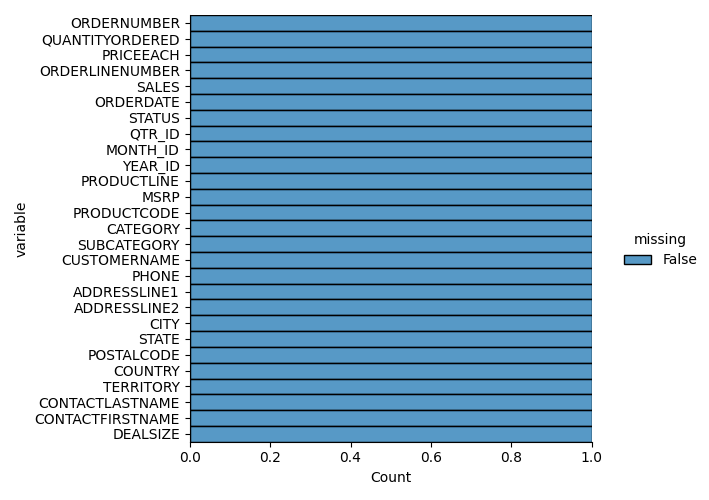 ORDERNUMBER
QUANTITYORDERED
PRICEEACH
ORDERLINENUMBER
SALES
ORDERDATE
STATUS
QTR_ID
MONTH_ID
YEAR_ID
PRODUCTLINE
MSRP
PRODUCTCODE
CATEGORY
SUBCATEGORY
CUSTOMERNAME
PHONE
ADDRESSLINE1
ADDRESSLINE2
CITY
STATE
POSTALCODE
COUNTRY
TERRITORY
CONTACTLASTNAME
CONTACTFIRSTNAME
DEALSIZE
variable
0.0 0.2 0.4 0.6 0.8 1.0
Count
missing
False